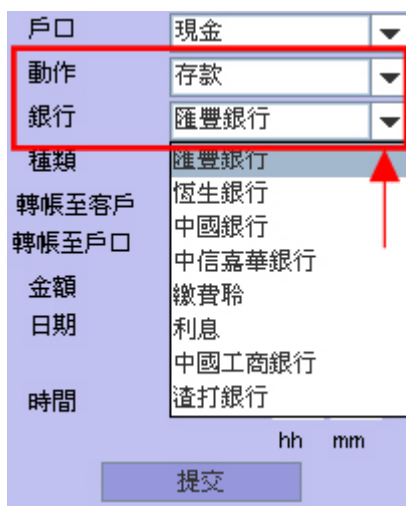 戶口 現金
動作 存款
銀行 匯豐銀行
種類 匯豐銀行
恆生銀行
轉帳至客戶
中國銀行
轉帳至戶口
中信嘉華銀行
金額 繳費聆
日期 利息
中國工商銀行
時間 渣打銀行
hh mm
提交